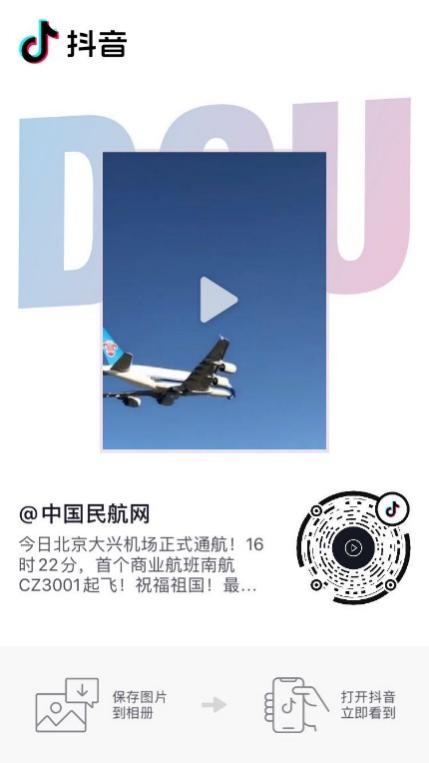 抖音
DOU
@中国民航网
今日北京大兴机场正式通航！16
时22分，首个商业航班南航
CZ3001起飞！祝福祖国！最...
保存图片
到相册
打开抖音
立即看到